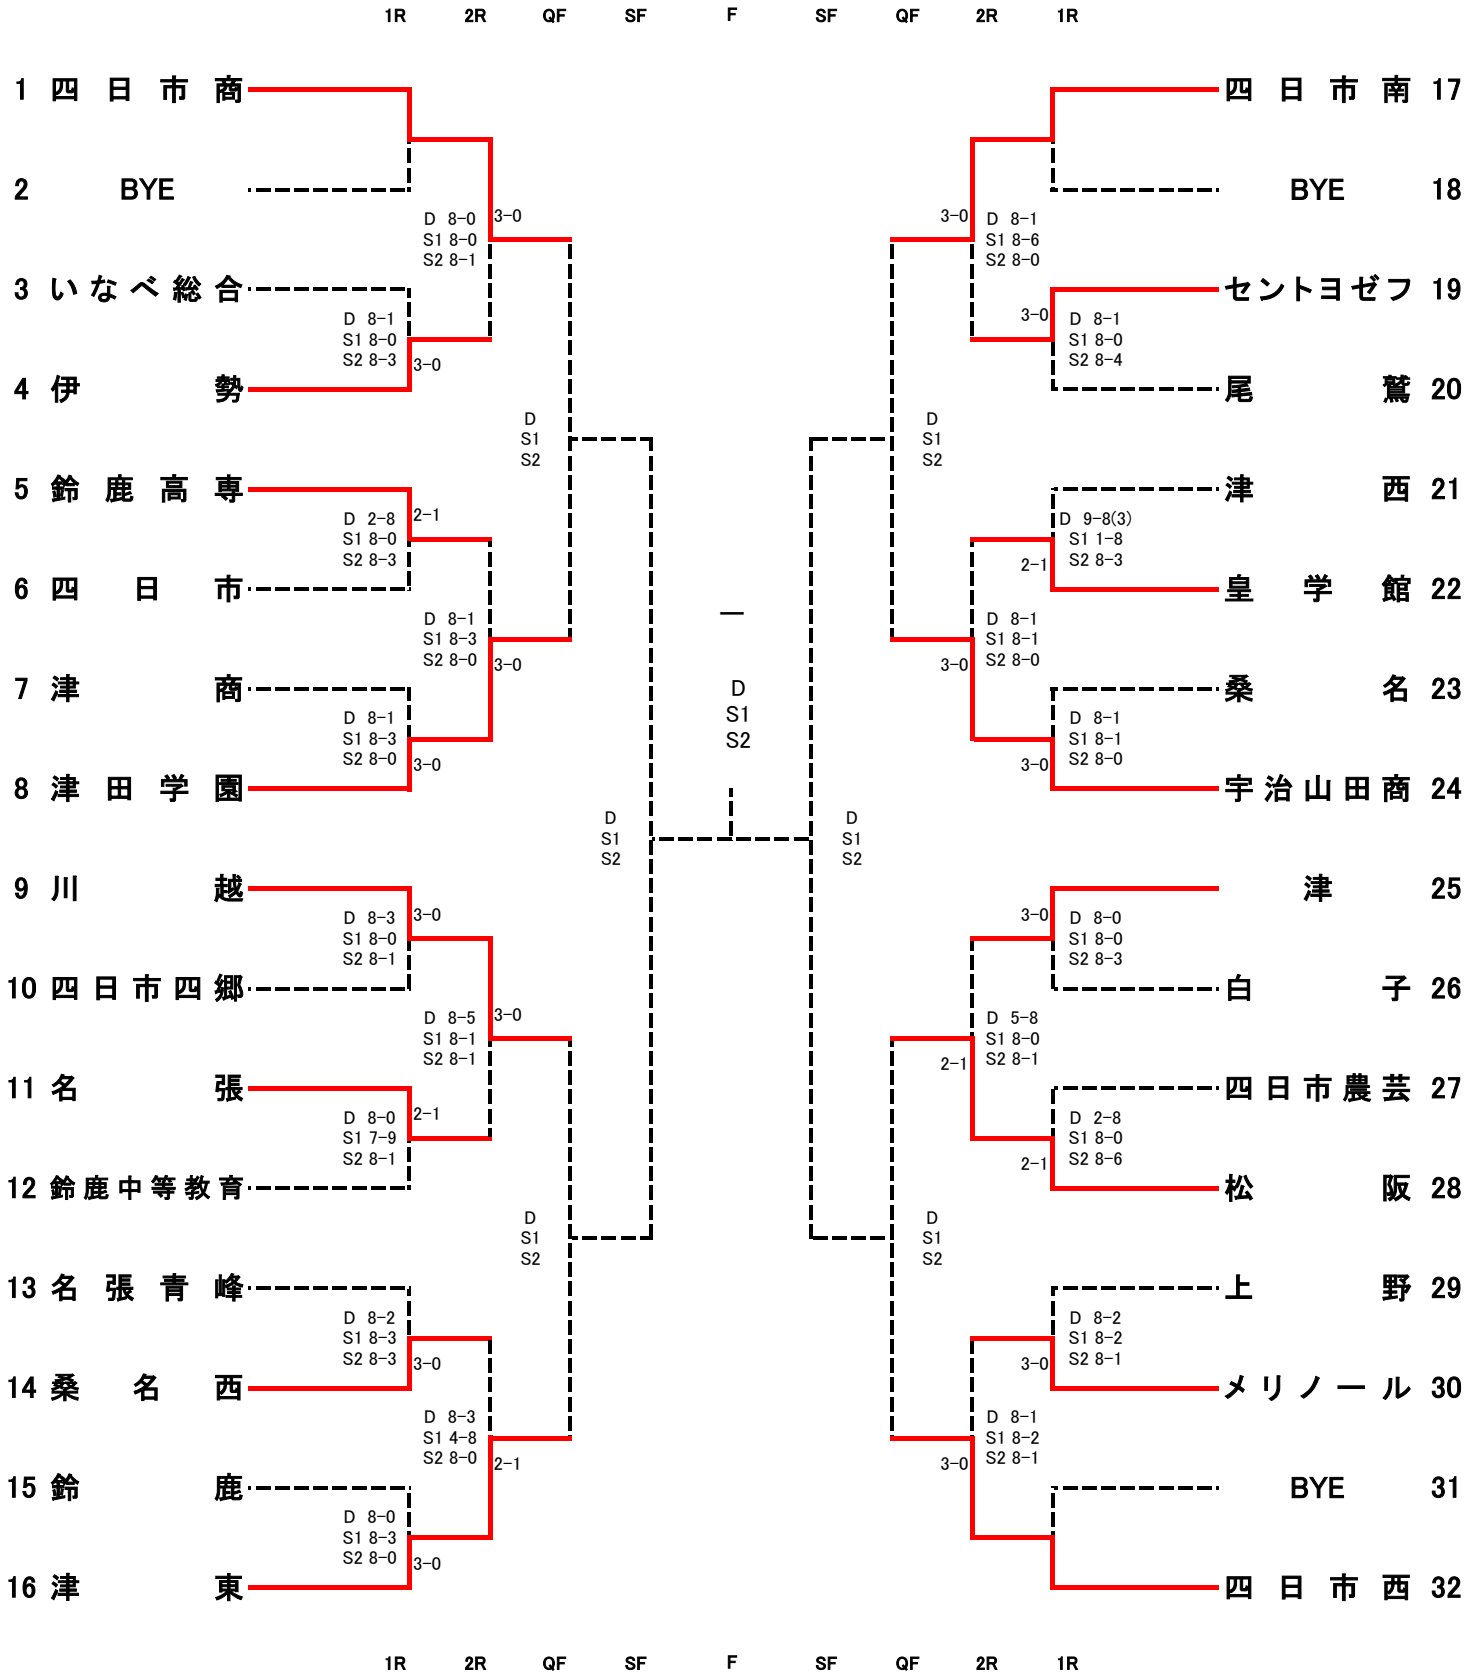 1R 2R QF SF F SF QF 2R 1R
1 四日市商
四日市南 17
2 BYE
BYE 18
D 8-0
S1 8-0
S2 8-1
3-0
3-0
D 8-1
S1 8-6
S2 8-0
3 いなべ総合
セントヨゼフ 19
D 8-1
S1 8-0
S2 8-3
3-0
3-0
D 8-1
S1 8-0
S2 8-4
4 伊勢
尾鷲 20
D
S1
S2
D
S1
S2
5 鈴鹿高専
津西 21
D 2-8
S1 8-0
S2 8-3
2-1
2-1
D 9-8(3)
S1 1-8
S2 8-3
6 四日市
皇学館 22
D 8-1
S1 8-3
S2 8-0
3-0
3-0
D 8-1
S1 8-1
S2 8-0
—
D
S1
S2
7 津商
桑名 23
D 8-1
S1 8-3
S2 8-0
3-0
3-0
D 8-1
S1 8-1
S2 8-0
8 津田学園
宇治山田商 24
D
S1
S2
D
S1
S2
9 川越
津 25
D 8-3
S1 8-0
S2 8-1
3-0
3-0
D 8-0
S1 8-0
S2 8-3
10 四日市四郷
白子 26
D 8-5
S1 8-1
S2 8-1
3-0
2-1
D 5-8
S1 8-0
S2 8-1
11 名張
四日市農芸 27
D 8-0
S1 7-9
S2 8-1
2-1
2-1
D 2-8
S1 8-0
S2 8-6
12 鈴鹿中等教育
松阪 28
D
S1
S2
D
S1
S2
13 名張青峰
上野 29
D 8-2
S1 8-3
S2 8-3
3-0
3-0
D 8-2
S1 8-2
S2 8-1
14 桑名西
メリノール 30
D 8-3
S1 4-8
S2 8-0
2-1
3-0
D 8-1
S1 8-2
S2 8-1
15 鈴鹿
BYE 31
D 8-0
S1 8-3
S2 8-0
3-0
16 津東
四日市西 32
1R 2R QF SF F SF QF 2R 1R